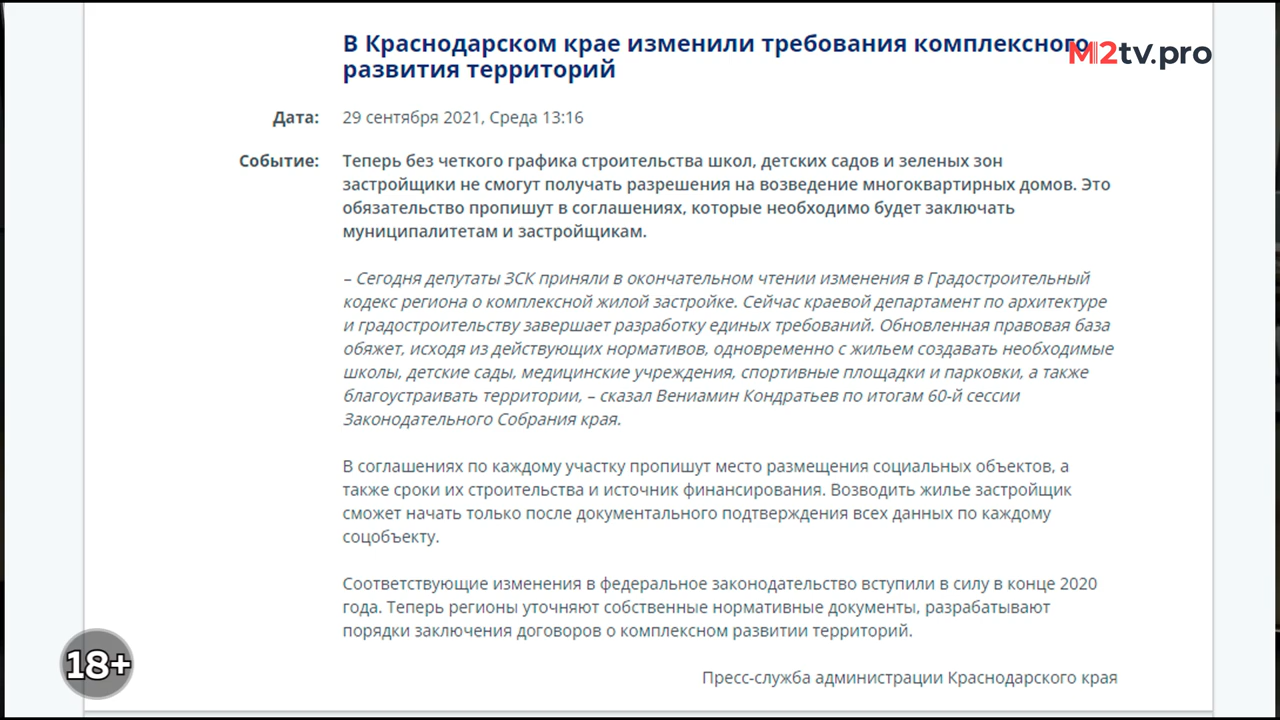 В Краснодарском крае изменили требования комплексного
развития территорий
M2tv.pro
Дата: 29 сентября 2021, Среда 13:16
Событие: Теперь без четкого графика строительства школ, детских садов и зеленых зон
застройщики не смогут получать разрешения на возведение многоквартирных домов. Это
обязательство пропишут в соглашениях, которые необходимо будет заключать
муниципалитетам и застройщикам.
– Сегодня депутаты ЗСК приняли в окончательном чтении изменения в Градостроительный
кодекс региона о комплексной жилой застройке. Сейчас краевой департамент по архитектуре
и градостроительству завершает разработку единых требований. Обновленная правовая база
обяжет, исходя из действующих нормативов, одновременно с жильем создавать необходимые
школы, детские сады, медицинские учреждения, спортивные площадки и парковки, а также
благоустраивать территории, – сказал Вениамин Кондратьев по итогам 60-й сессии
Законодательного Собрания края.
В соглашениях по каждому участку пропишут место размещения социальных объектов, а
также сроки их строительства и источник финансирования. Возводить жилье застройщик
сможет начать только после документального подтверждения всех данных по каждому
соцобъекту.
Соответствующие изменения в федеральное законодательство вступили в силу в конце 2020
года. Теперь регионы уточняют собственные нормативные документы, разрабатывают
порядки заключения договоров о комплексном развитии территорий.
18+
Пресс-служба администрации Краснодарского края